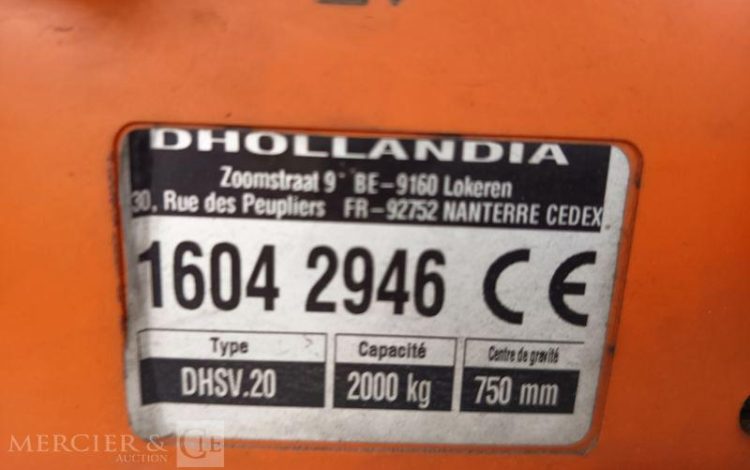 DHOLLANDIA
Zoomstraat 9 BE-9160 Lokeren
30, Rue des Peupliers FR-92752 NANTERRE CEDEX
1604 2946 CE
Type Capacité Centre de gravité
DHSV.20 2000 kg 750 mm
MERCIER & CIE
AUCTION